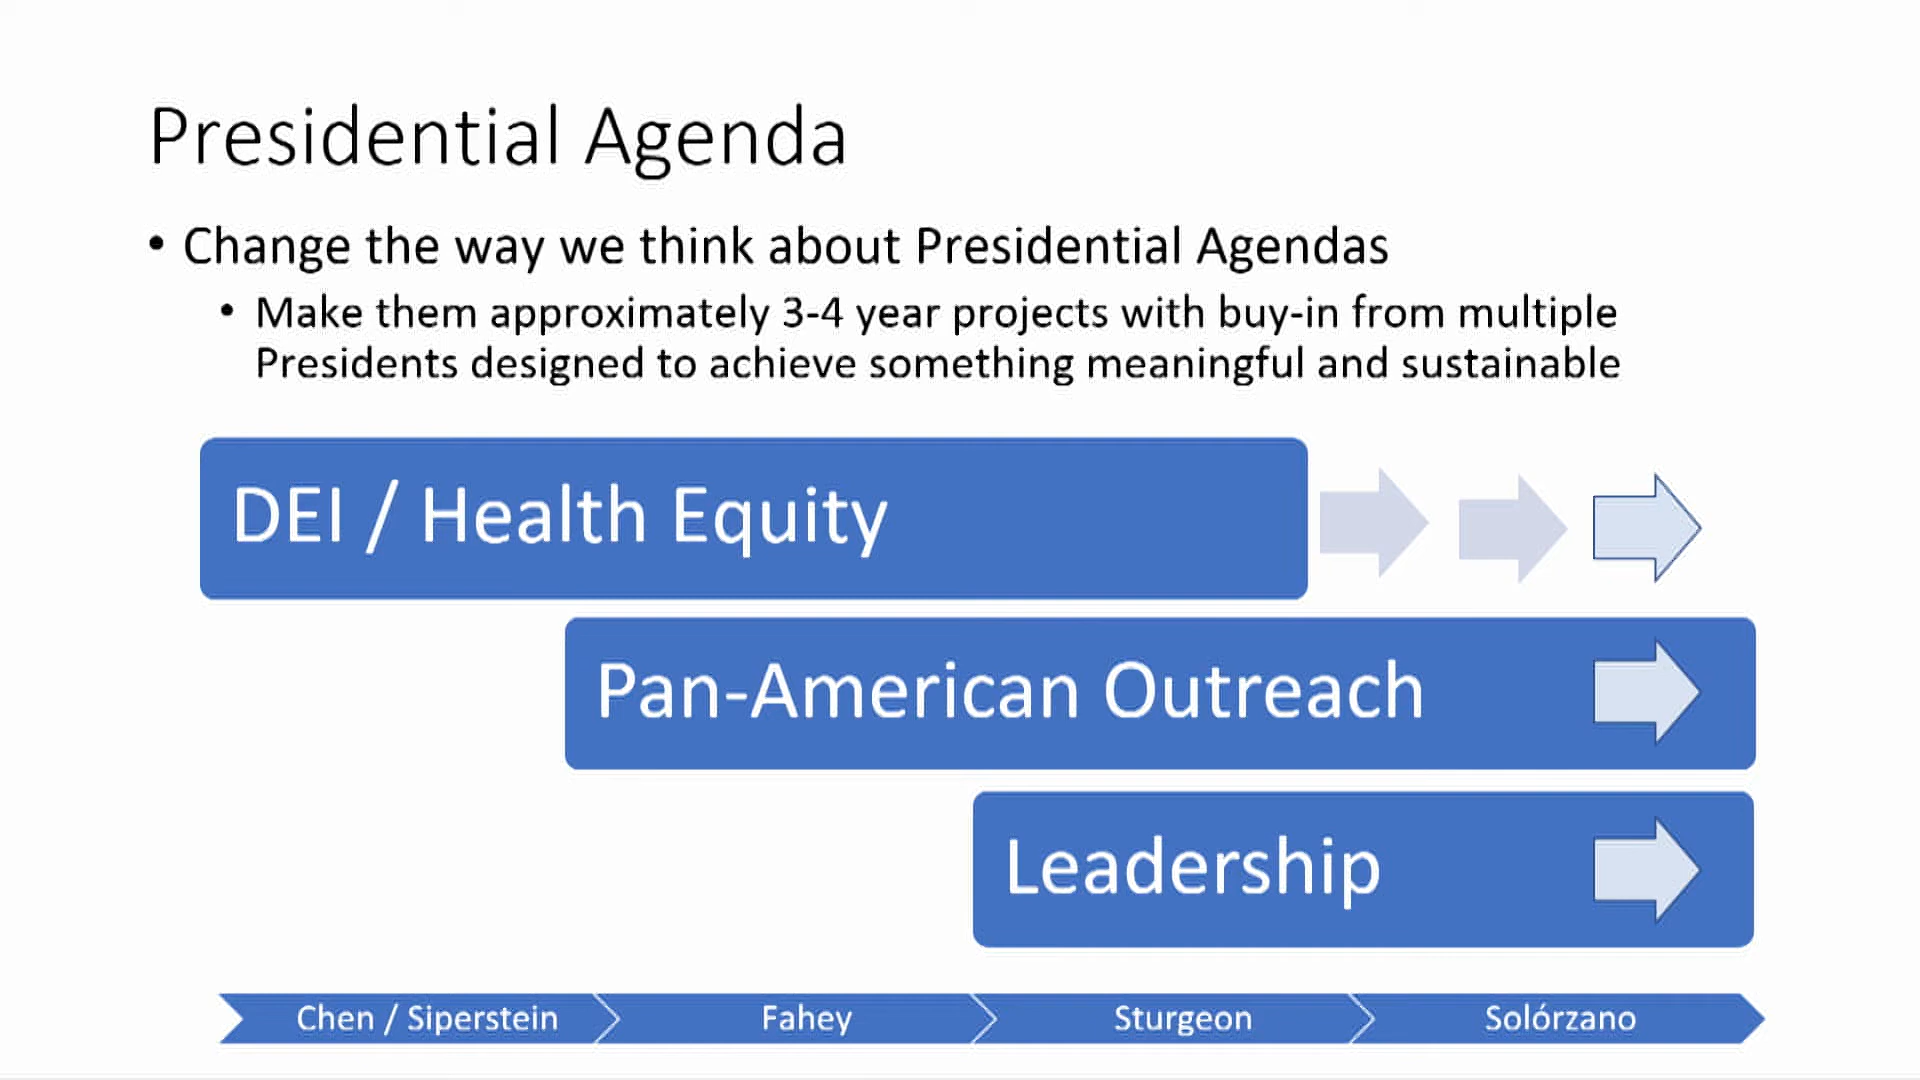 Presidential Agenda
• Change the way we think about Presidential Agendas
• Make them approximately 3-4 year projects with buy-in from multiple
Presidents designed to achieve something meaningful and sustainable
DEI / Health Equity
Pan-American Outreach
Leadership
Chen / Siperstein
Fahey
Sturgeon
Solórzano